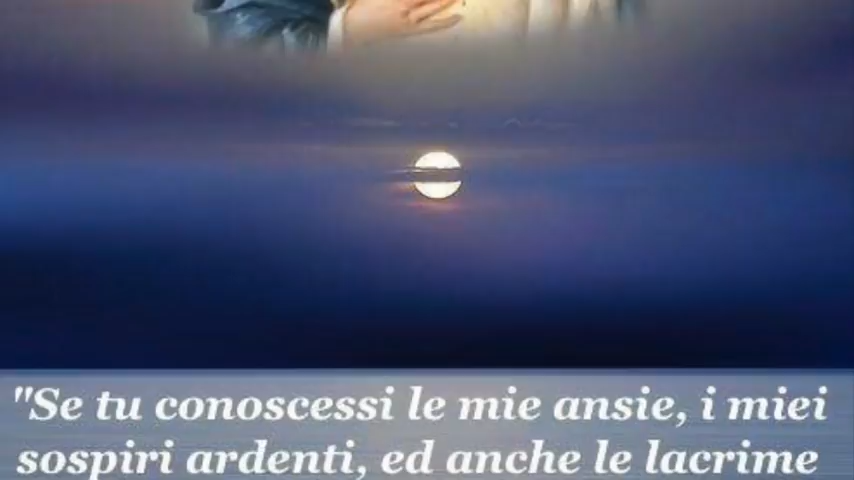 "Se tu conoscessi le mie ansie, i miei
sospiri ardenti, ed anche le lacrime